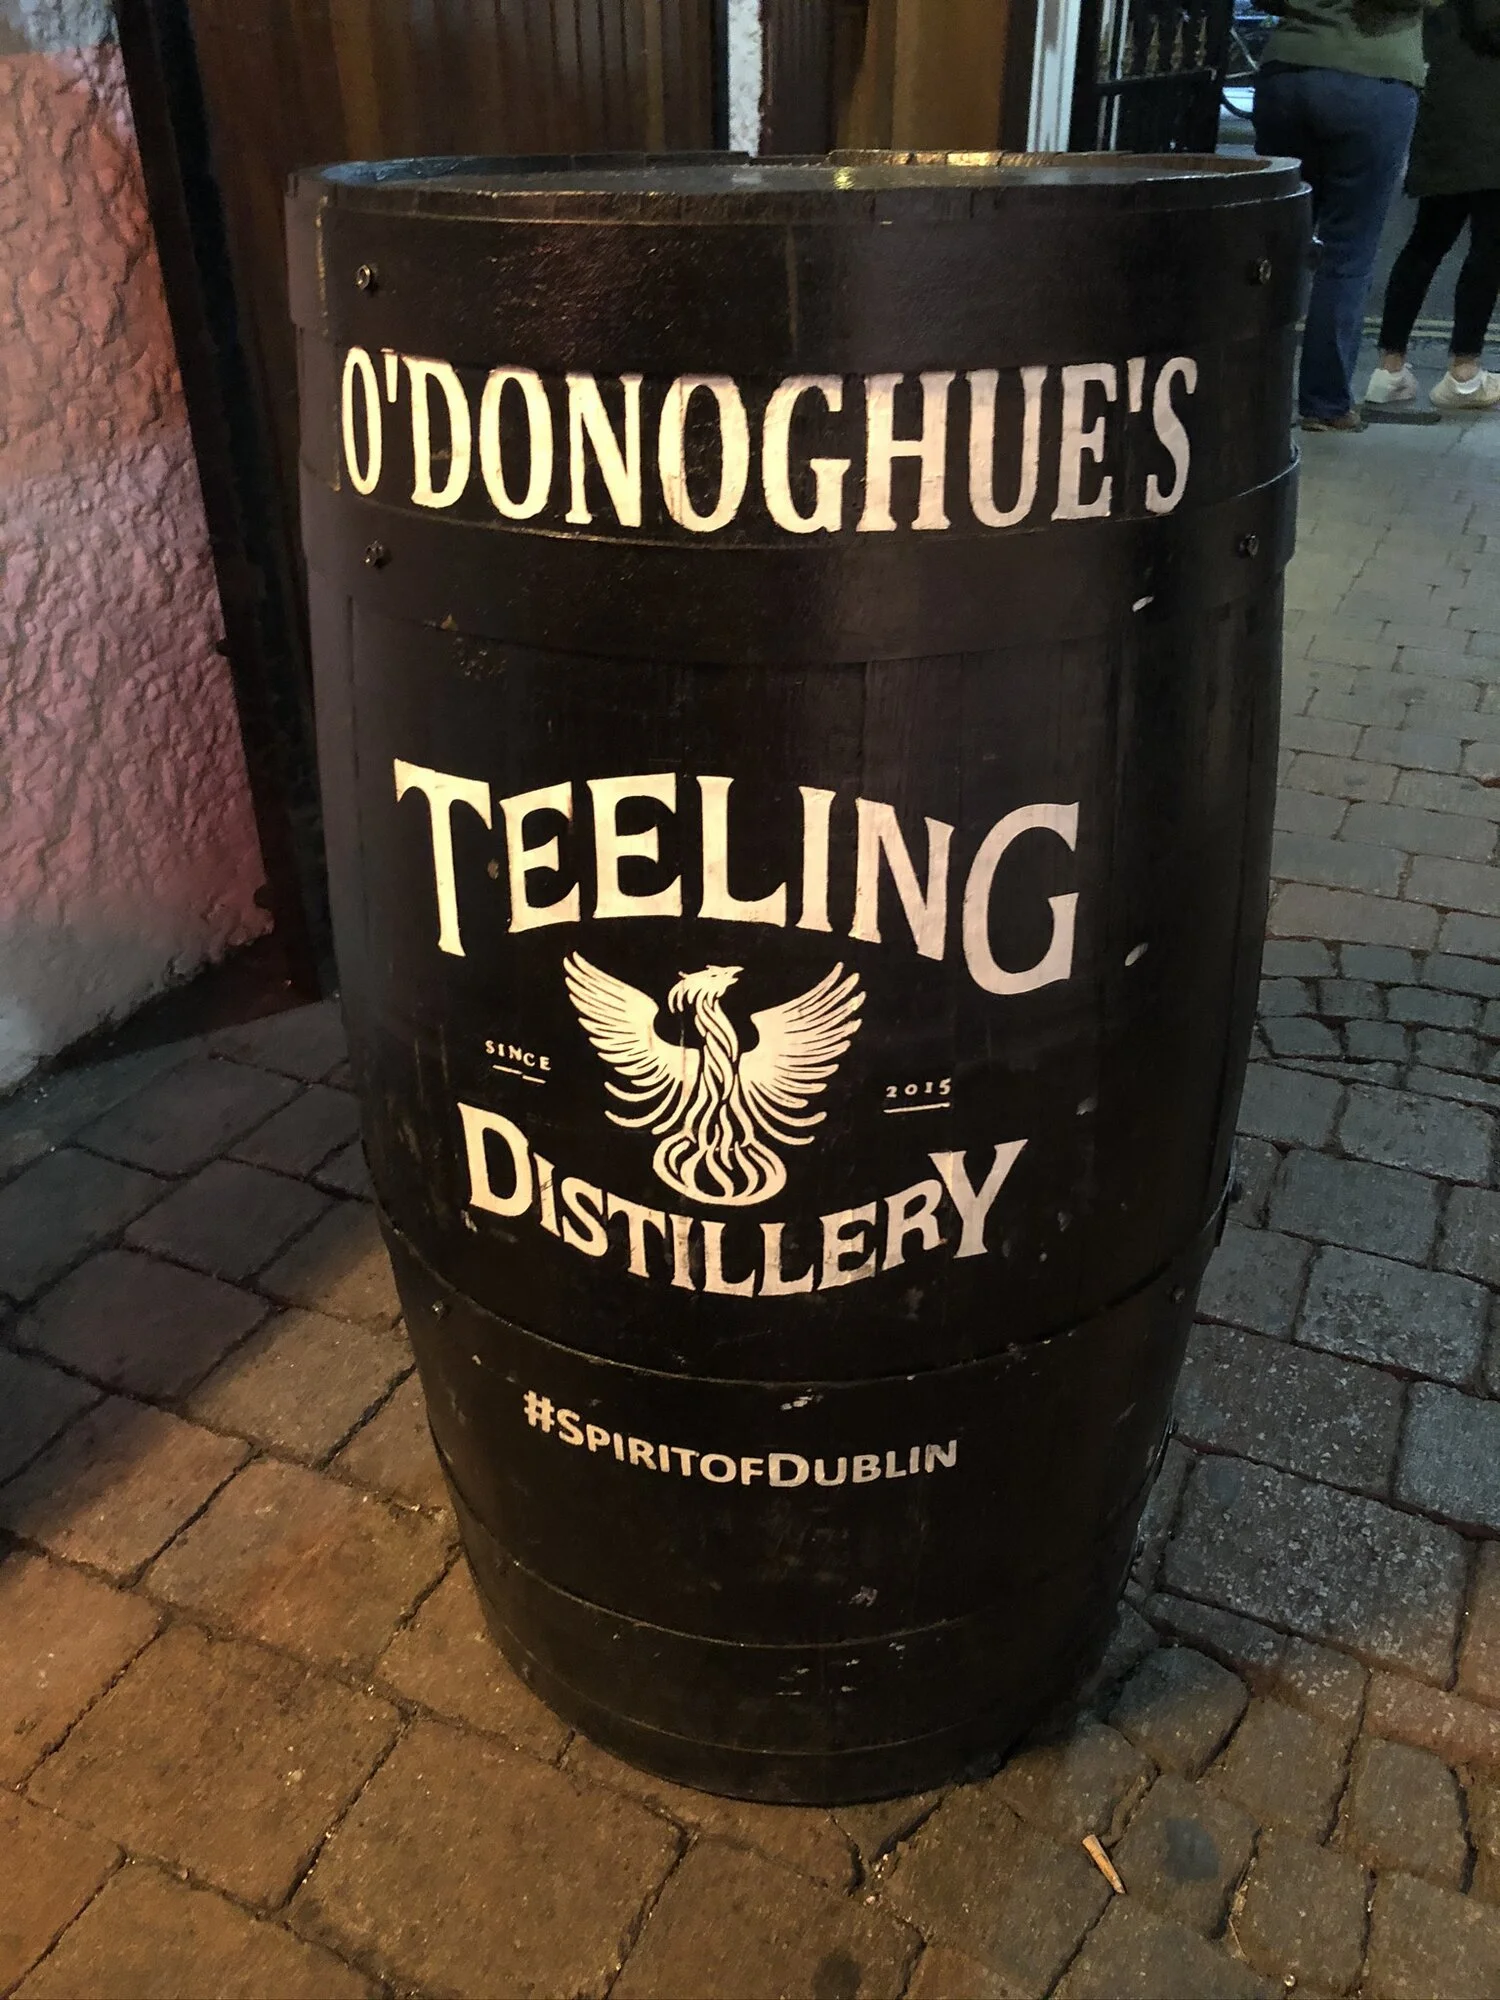 O'DONOGHUE'S
TEELING
SINCE 2015
DISTILLERY
#SPIRITOFDUBLIN